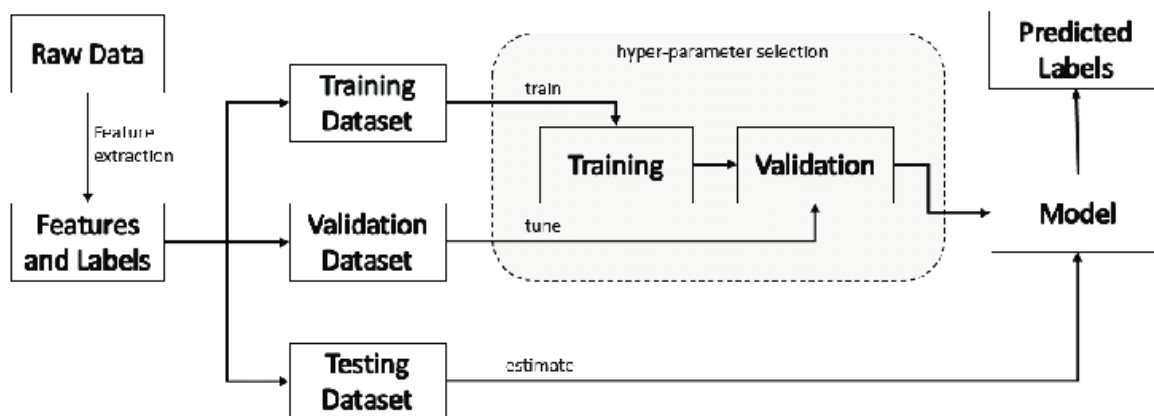 Raw Data
Feature
extraction
Features
and Labels
Training
Dataset
Validation
Dataset
Testing
Dataset
hyper-parameter selection
train
Training
Validation
tune
estimate
Predicted
Labels
Model